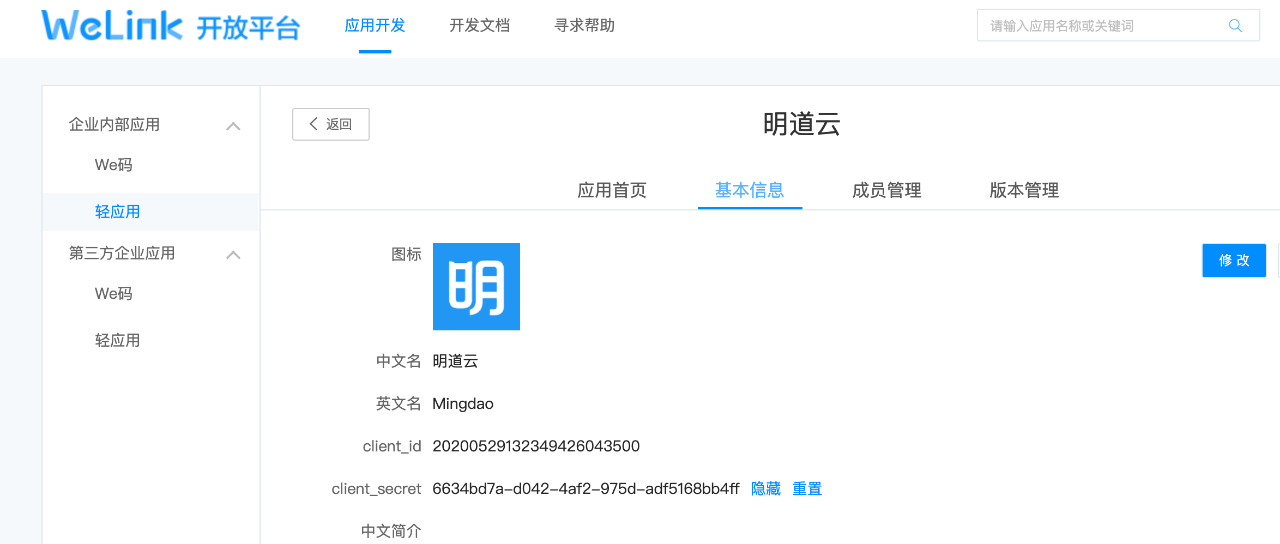 WeLink 开放平台 应用开发 开发文档 寻求帮助 请输入应用名称或关键词
企业内部应用
We码
轻应用
第三方企业应用
We码
轻应用
返回 明道云
应用首页 基本信息 成员管理 版本管理
图标 明 修改
中文名 明道云
英文名 Mingdao
client_id 20200529132349426043500
client_secret 6634bd7a-d042-4af2-975d-adf5168bb4ff 隐藏 重置
中文简介